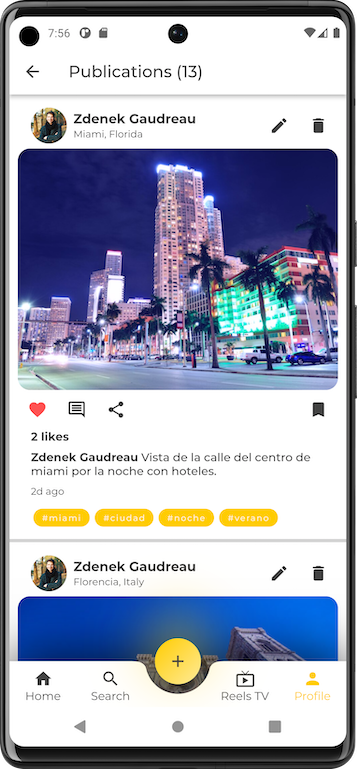 7:56
Publications (13)
Zdenek Gaudreau
Miami, Florida
2 likes
Zdenek Gaudreau Vista de la calle del centro de
miami por la noche con hoteles.
2d ago
#miami #ciudad #noche #verano
Zdenek Gaudreau
Florencia, Italy
+
Home Search Reels TV Profile